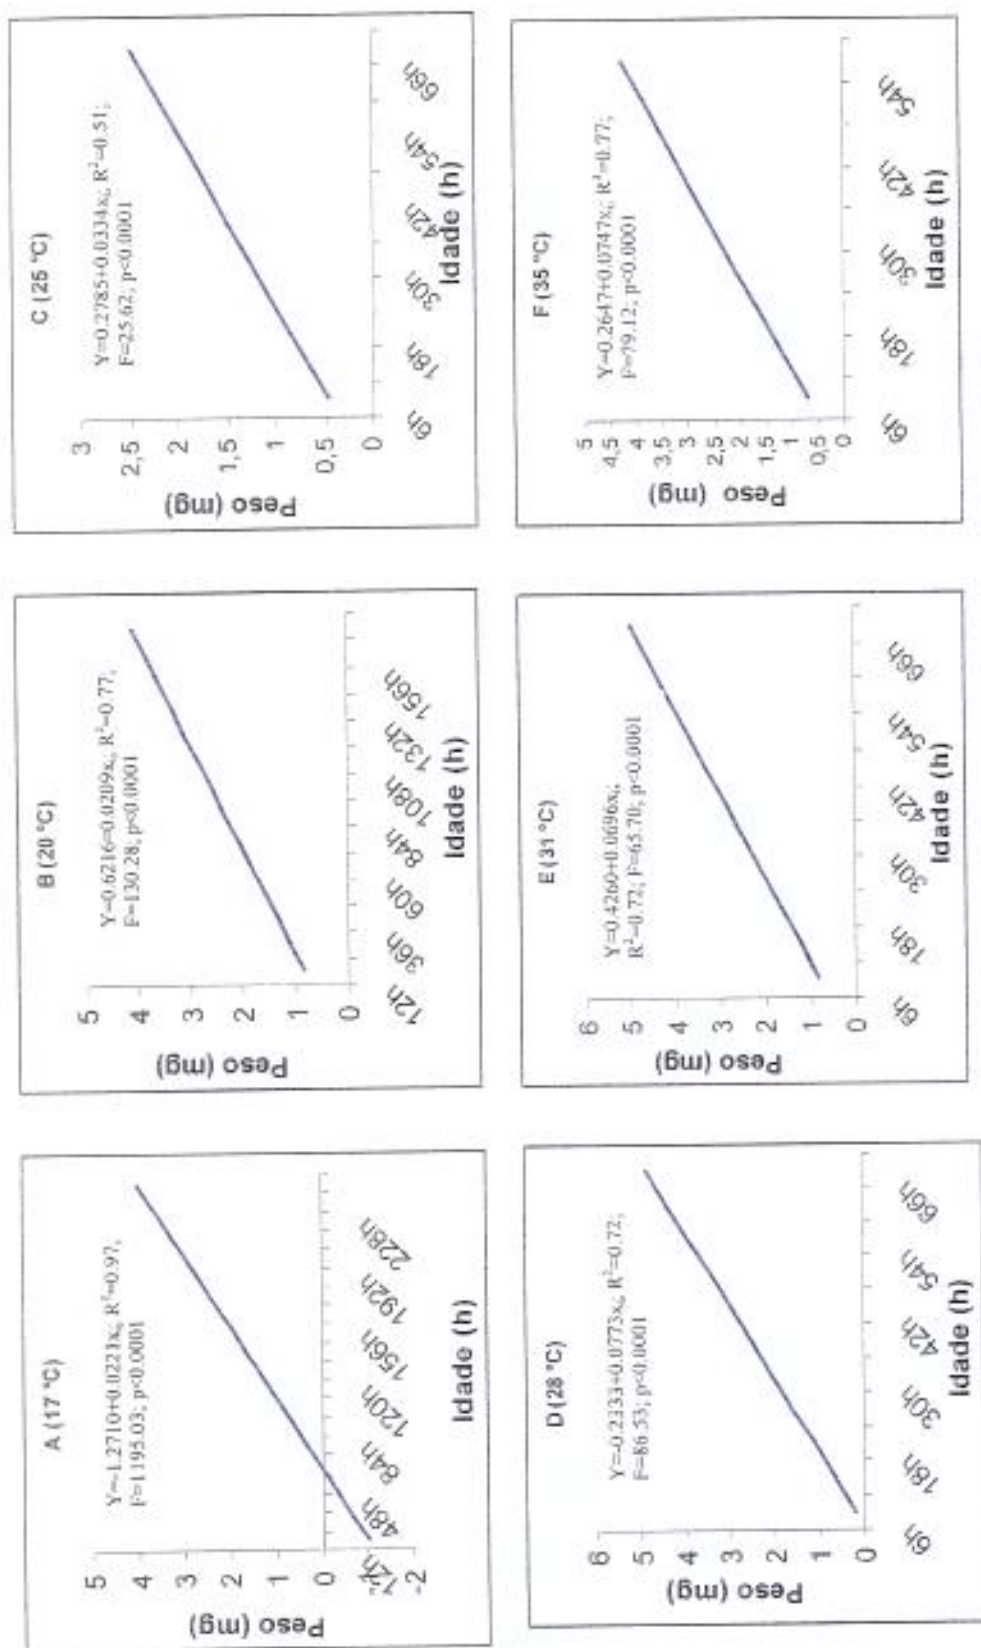 A (17 °C)
Y=-1.2710+0.0223x; R²=0.97,
F=1195.03; p<0.0001
Peso (mg)
5
4
3
2
1
0
-1
-2
12h
48h
84h
120h
156h
192h
228h
Idade (h)
B (20 °C)
Y=0.6216=0.0209x; R²=0.77,
F=130.28; p<0.0001
Peso (mg)
5
4
3
2
1
0
12h
36h
60h
84h
108h
132h
156h
Idade (h)
C (25 °C)
Y=0.2785+0.0334x; R²=0.51;
F=25.62; p<0.0001
Peso (mg)
3
2,5
2
1,5
1
0,5
0
6h
18h
30h
42h
54h
66h
Idade (h)
D (28 °C)
Y=-0.2333+0.0773x; R²=0.72;
F=86.53; p<0.0001
Peso (mg)
6
5
4
3
2
1
0
6h
18h
30h
42h
54h
66h
Idade (h)
E (31 °C)
Y=0.4260+0.0696x;
R²=0.72; F=65.70; p<0.0001
Peso (mg)
6
5
4
3
2
1
0
6h
18h
30h
42h
54h
66h
Idade (h)
F (35 °C)
Y=0.2647+0.0747x; R²=0.77;
F=79.12; p<0.0001
Peso (mg)
5
4,5
4
3,5
3
2,5
2
1,5
1
0,5
0
6h
18h
30h
42h
54h
Idade (h)